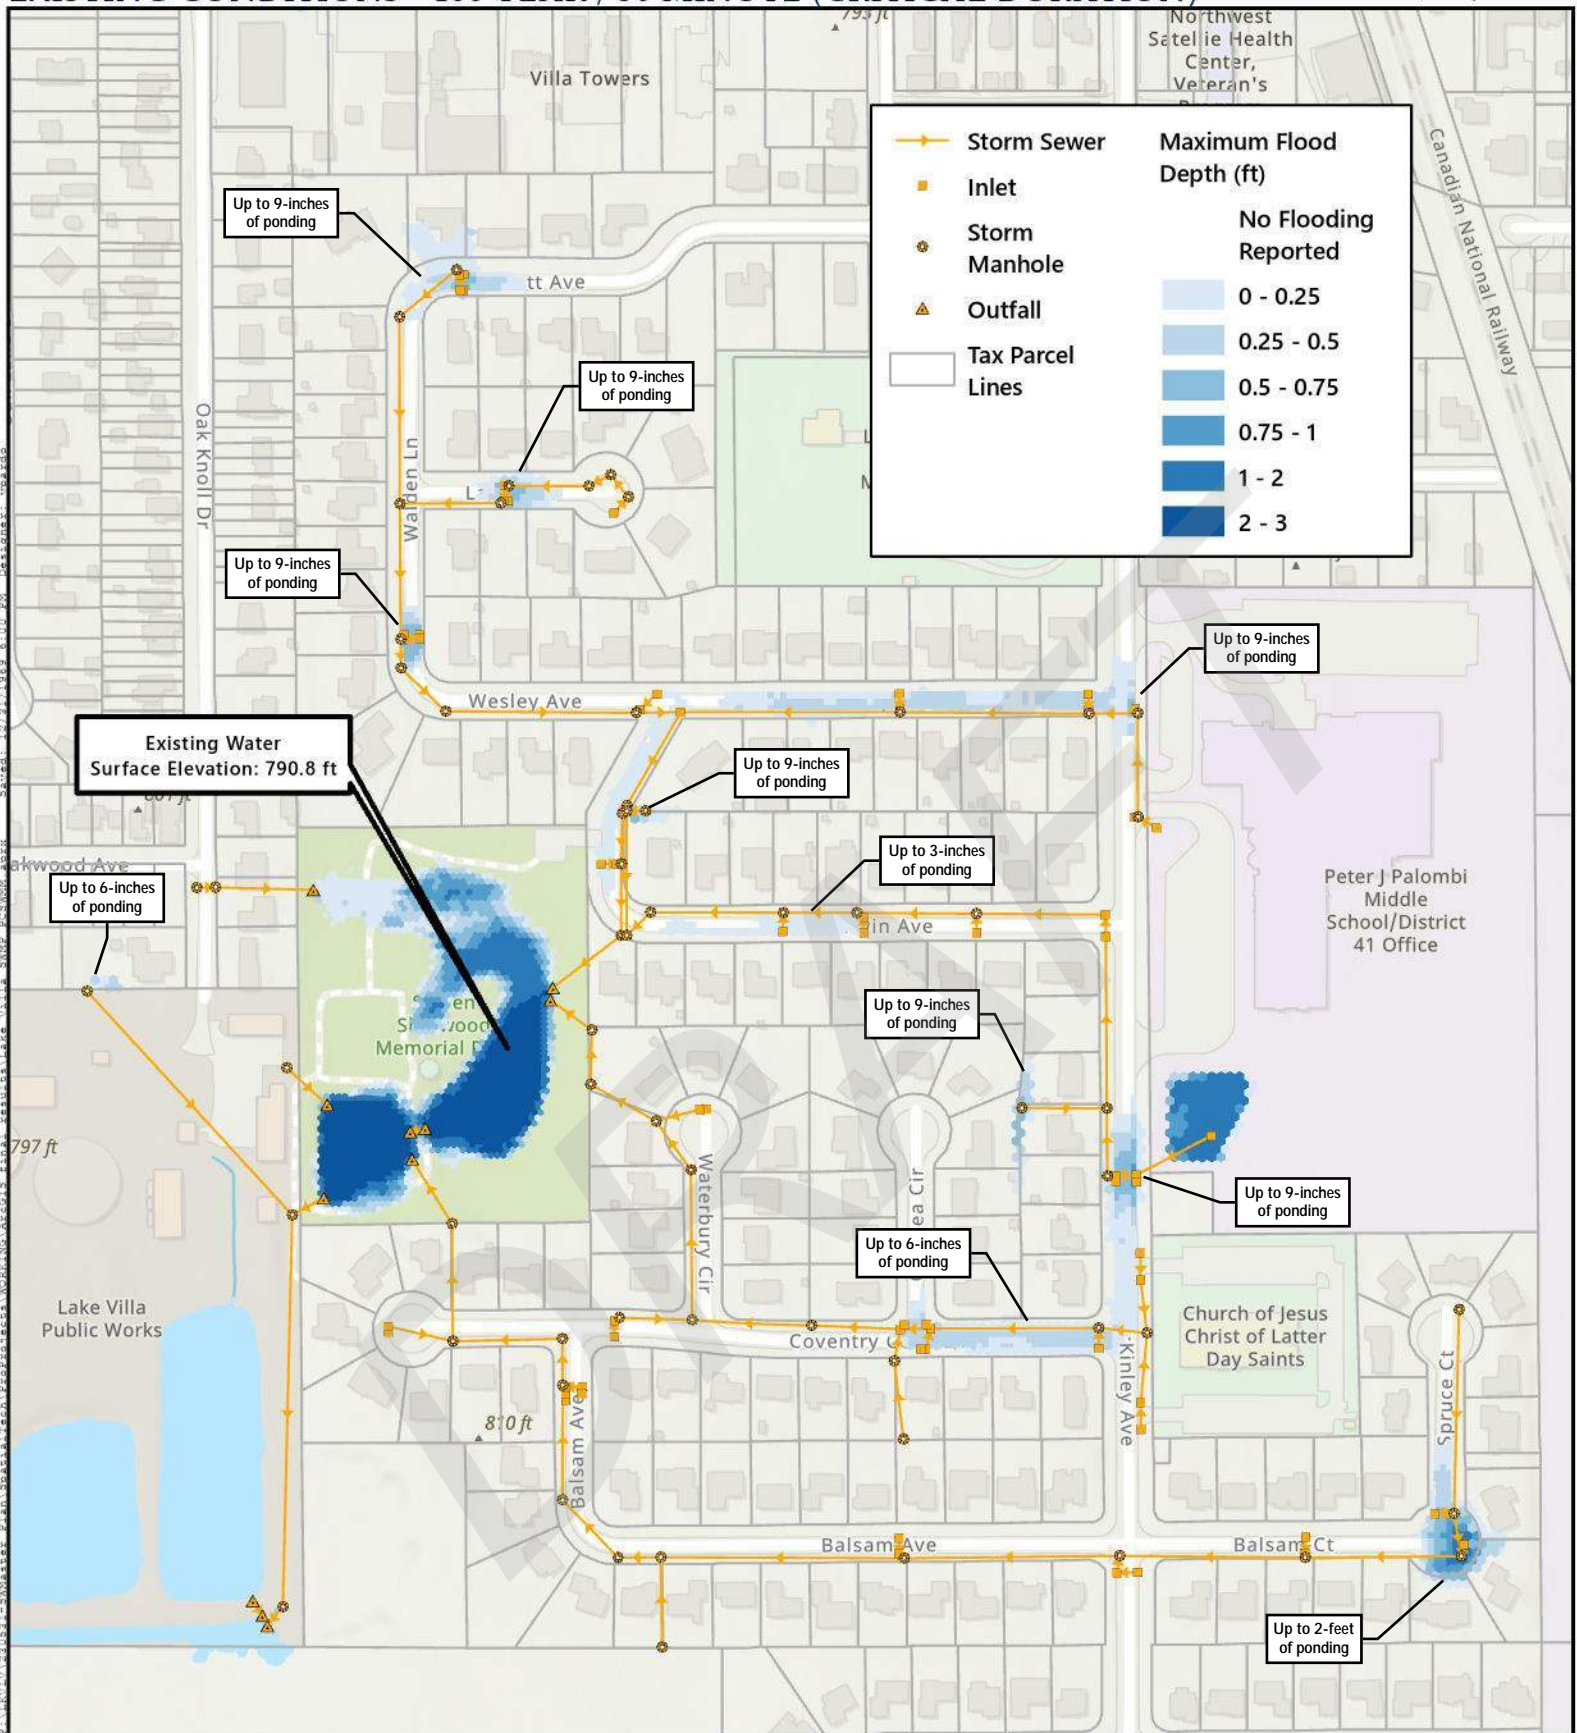 793 ft
Northwest
Satellie Health
Center,
Veteran's
Villa Towers
Storm Sewer
Inlet
Storm
Manhole
Outfall
Tax Parcel
Lines
Maximum Flood
Depth (ft)
No Flooding
Reported
0 - 0.25
0.25 - 0.5
0.5 - 0.75
0.75 - 1
1 - 2
2 - 3
Canadian National Railway
Up to 9-inches
of ponding
tt Ave
Up to 9-inches
of ponding
Oak Knoll Dr
Walden Ln
Up to 9-inches
of ponding
Up to 9-inches
of ponding
Wesley Ave
Existing Water
Surface Elevation: 790.8 ft
Up to 9-inches
of ponding
Up to 3-inches
of ponding
akwood Ave
Up to 6-inches
of ponding
in Ave
Peter J Palombi
Middle
School/District
41 Office
Up to 9-inches
of ponding
Memorial
797 ft
Waterbury Cir
ea Cir
Up to 9-inches
of ponding
Up to 6-inches
of ponding
Lake Villa
Public Works
Coventry
Kinley Ave
Church of Jesus
Christ of Latter
Day Saints
Spruce Ct
810 ft
Balsam Ave
Balsam Ave
Balsam Ct
Up to 2-feet
of ponding
DRAFT